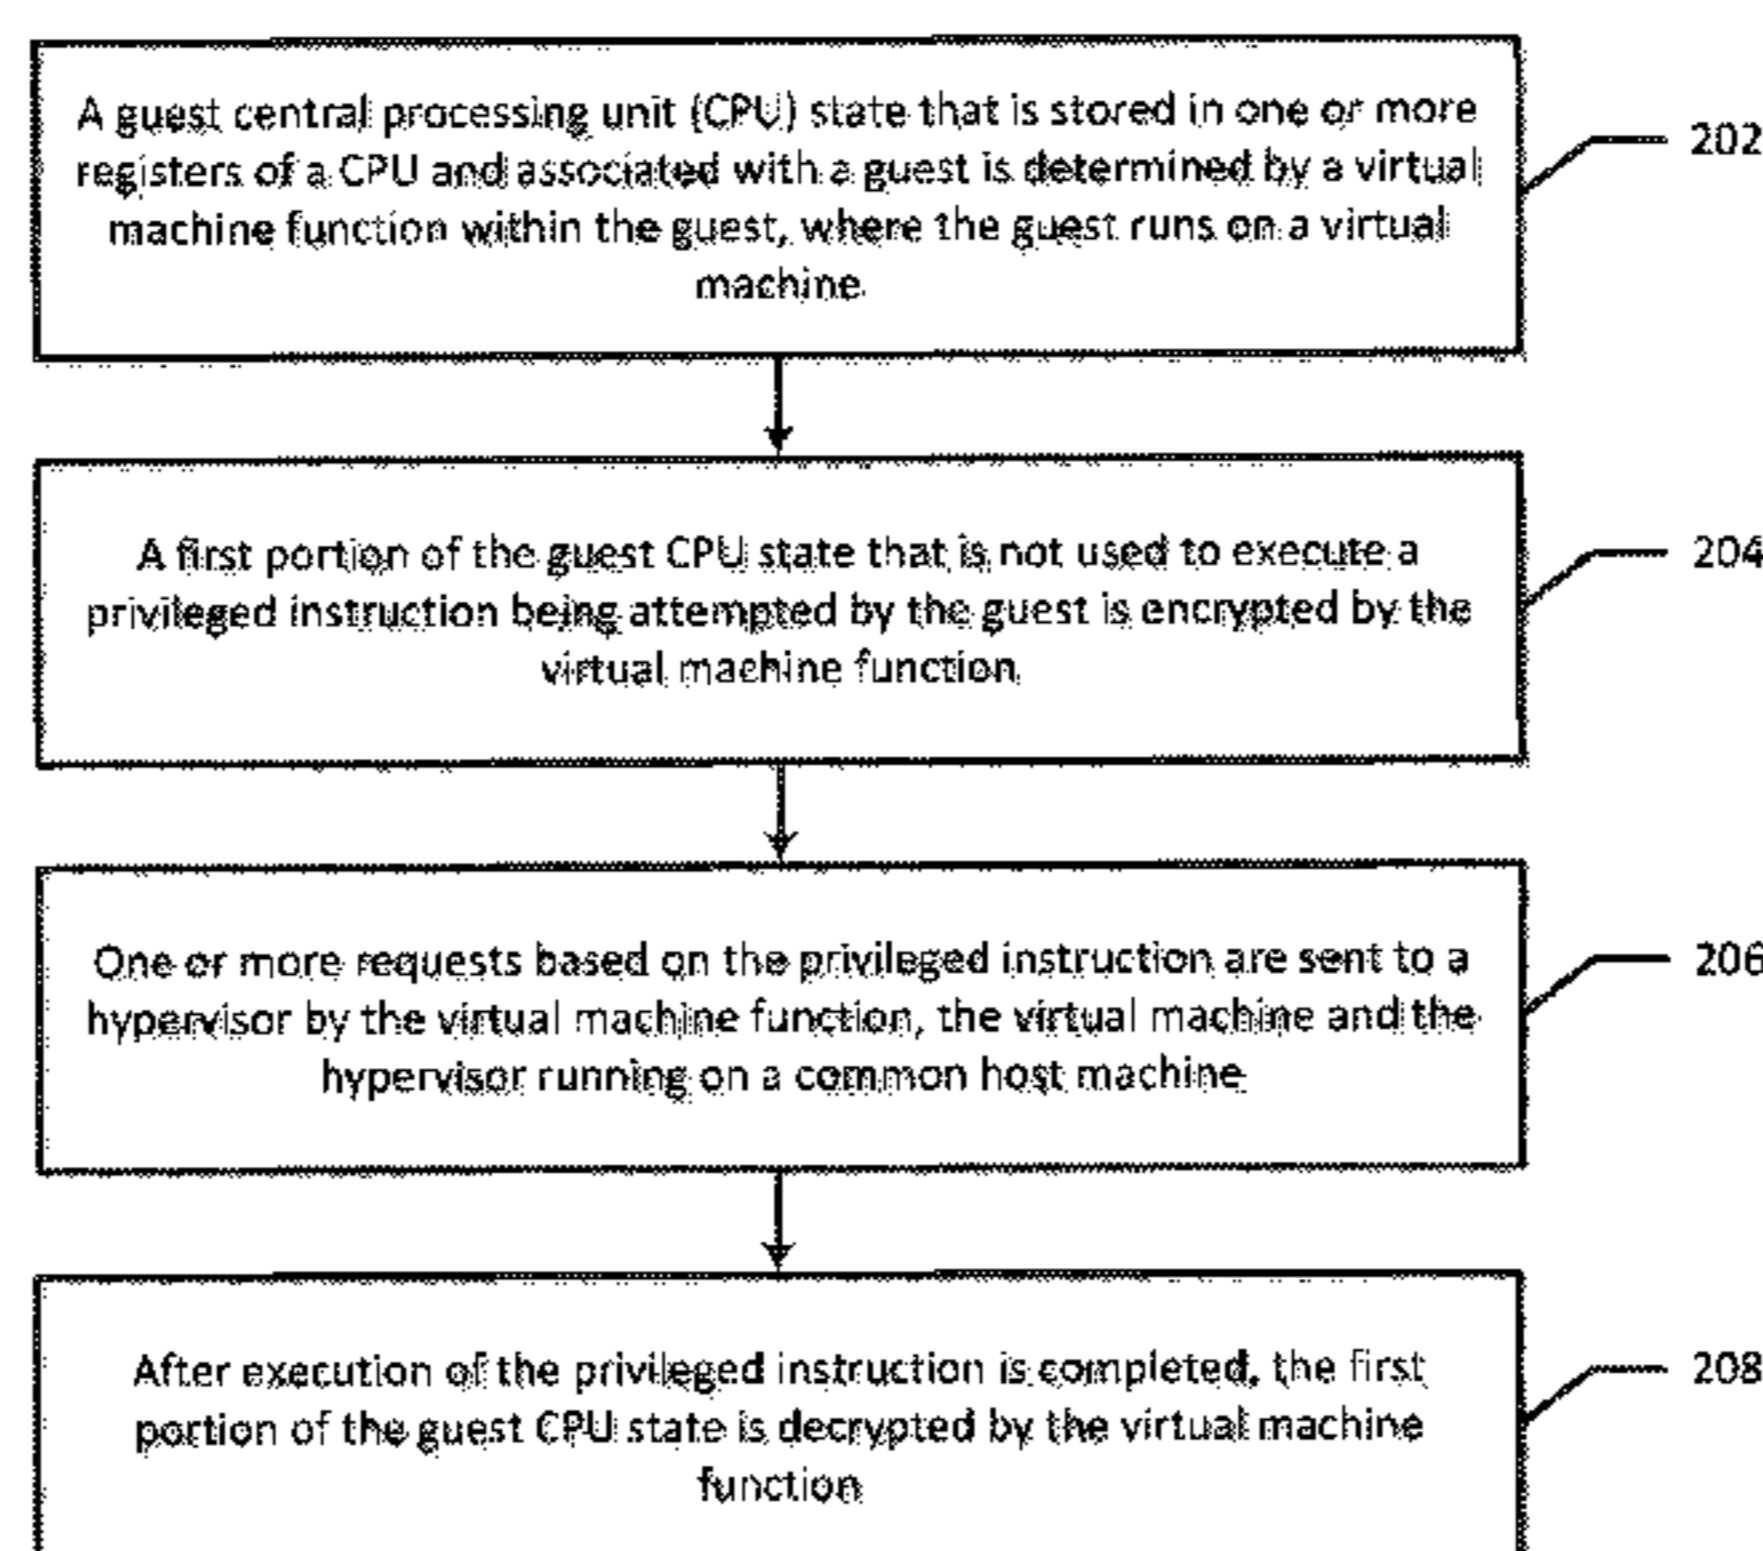 A guest central processing unit (CPU) state that is stored in one or more
registers of a CPU and associated with a guest is determined by a virtual
machine function within the guest, where the guest runs on a virtual
machine
202
A first portion of the guest CPU state that is not used to execute a
privileged instruction being attempted by the guest is encrypted by the
virtual machine function
204
One or more requests based on the privileged instruction are sent to a
hypervisor by the virtual machine function, the virtual machine and the
hypervisor running on a common host machine
206
After execution of the privileged instruction is completed, the first
portion of the guest CPU state is decrypted by the virtual machine
function
208